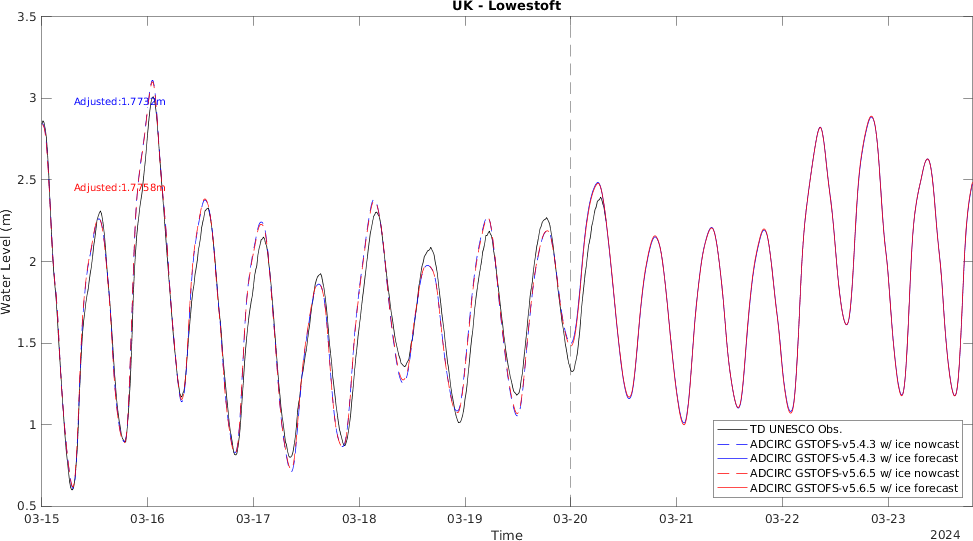 UK - Lowestoft
3.5
3
2.5
2
1.5
1
0.5
Water Level (m)
Adjusted:1.7732m
Adjusted:1.7758m
TD UNESCO Obs.
ADCIRC GSTOFS-v5.4.3 w/ ice nowcast
ADCIRC GSTOFS-v5.4.3 w/ ice forecast
ADCIRC GSTOFS-v5.6.5 w/ ice nowcast
ADCIRC GSTOFS-v5.6.5 w/ ice forecast
03-15 03-16 03-17 03-18 03-19 03-20 03-21 03-22 03-23
Time
2024